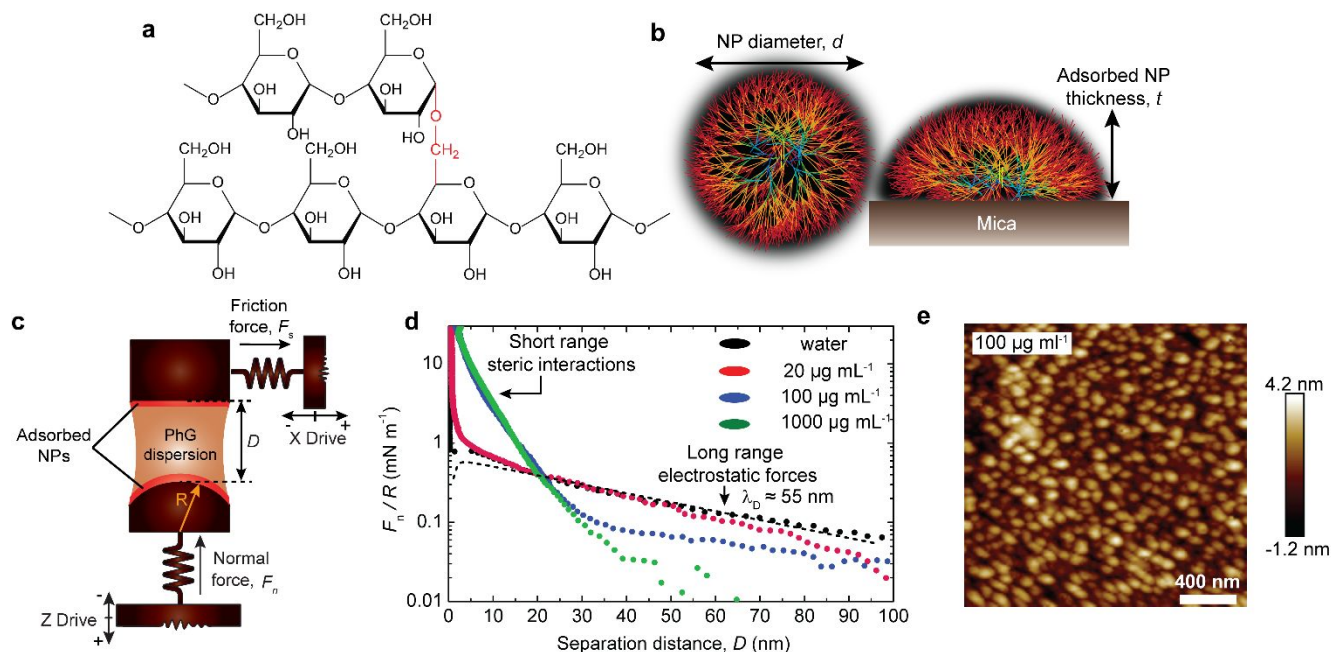 a
CH₂OH
CH₂OH
O
O
OH
OH
O
OH
O
OH
HO
O
CH₂OH
CH₂OH
CH₂
CH₂OH
O
O
O
O
OH
OH
OH
OH
O
O
O
O
O
OH
OH
OH
OH
b
NP diameter, d
Adsorbed NP
thickness, t
Mica
c
Friction
force, Fₛ
- +
X Drive
Adsorbed
NPs
PhG
dispersion
D
R
Normal
force, Fₙ
-
Z Drive
+
d
Fₙ / R (mN m⁻¹)
10
1
0.1
0.01
0 10 20 30 40 50 60 70 80 90 100
Separation distance, D (nm)
Short range
steric interactions
water
20 µg mL⁻¹
100 µg mL⁻¹
1000 µg mL⁻¹
Long range
electrostatic forces
λD ≈ 55 nm
e
100 µg ml⁻¹
400 nm
4.2 nm
-1.2 nm